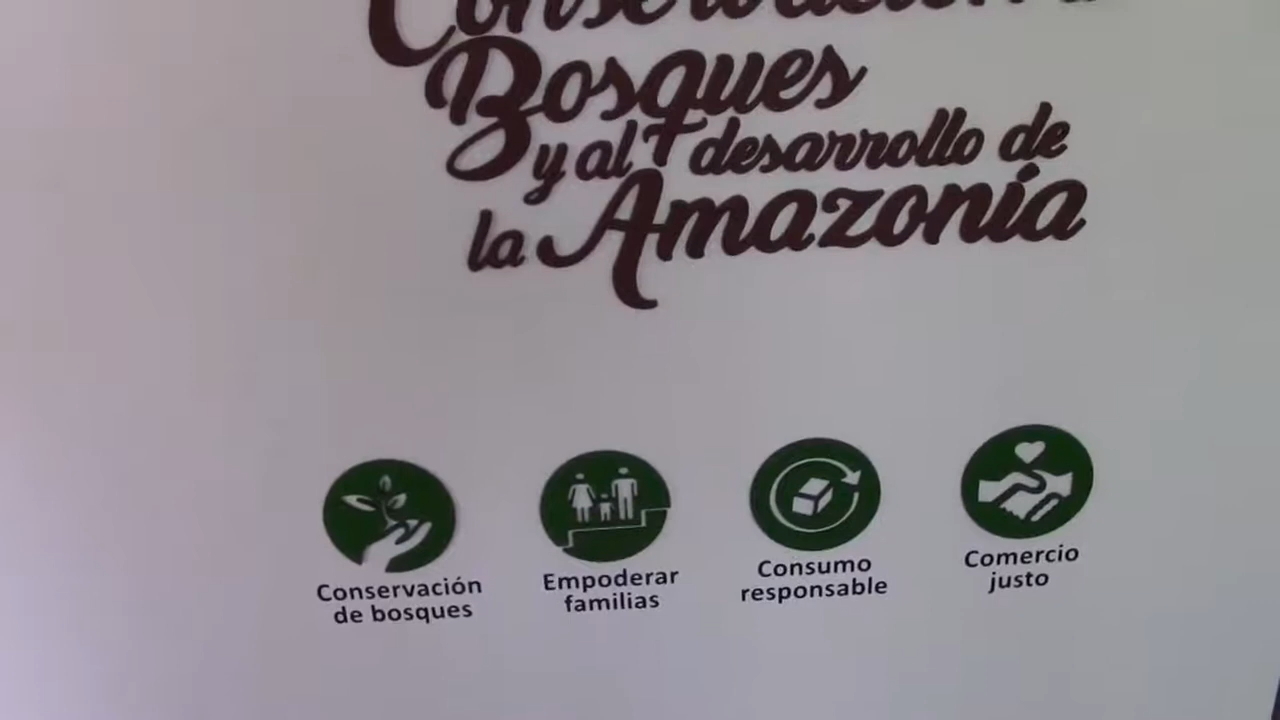 Bosques
y al desarrollo de
la Amazonía
Conservación
de bosques
Empoderar
familias
Consumo
responsable
Comercio
justo